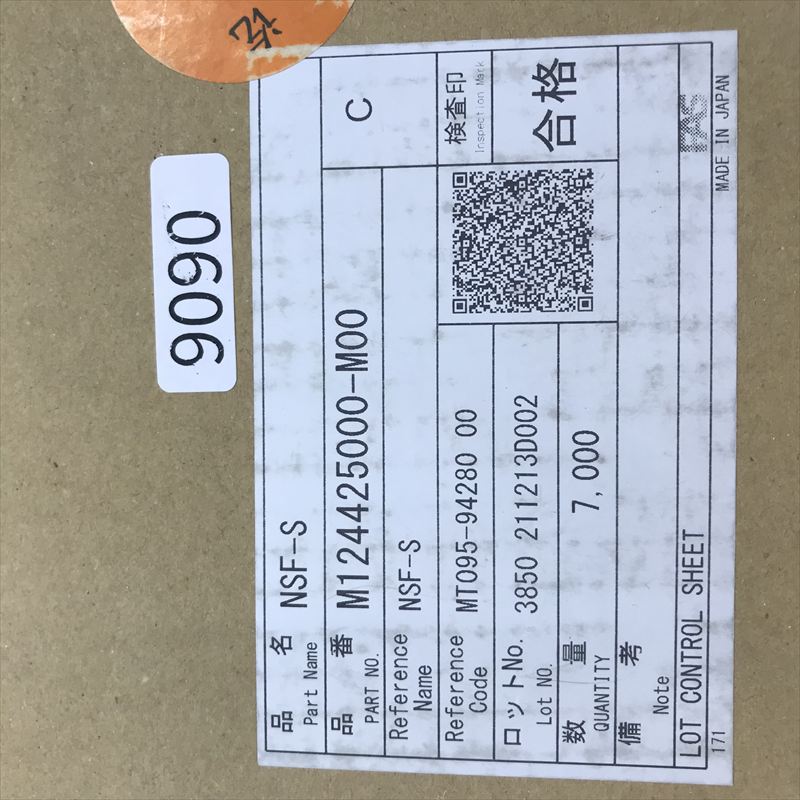 9090
品名 NSF-S
Part Name
品番 M124425000-M00 C
PART NO.
Reference Name NSF-S
Reference Code MT095-94280 00
検査印
Inspection Mark
合格
ロットNo. 3850 211213D002
Lot NO.
数量 7,000
QUANTITY
備考
Note
LOT CONTROL SHEET
171
MADE IN JAPAN